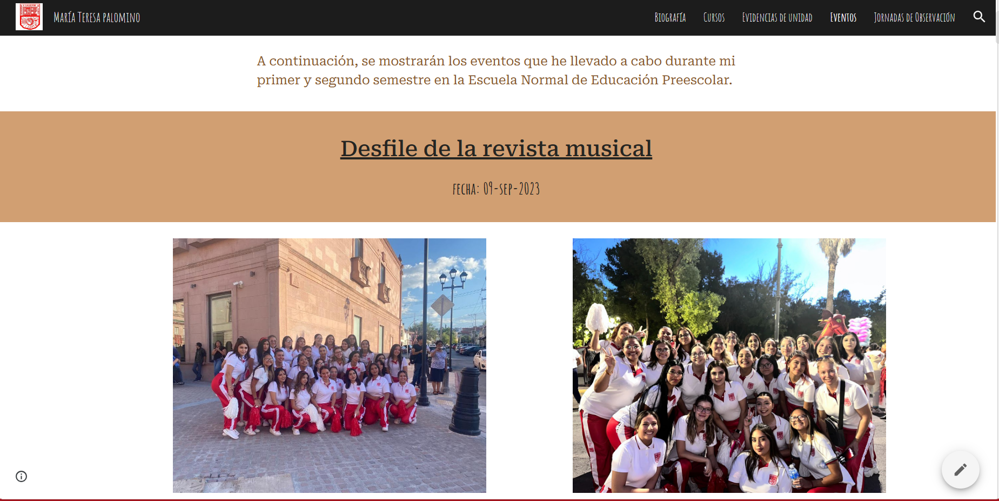 María Teresa palomino
Biografía Cursos Evidencias de unidad Eventos Jornadas de Observación
A continuación, se mostrarán los eventos que he llevado a cabo durante mi
primer y segundo semestre en la Escuela Normal de Educación Preescolar.
Desfile de la revista musical
fecha: 09-sep-2023